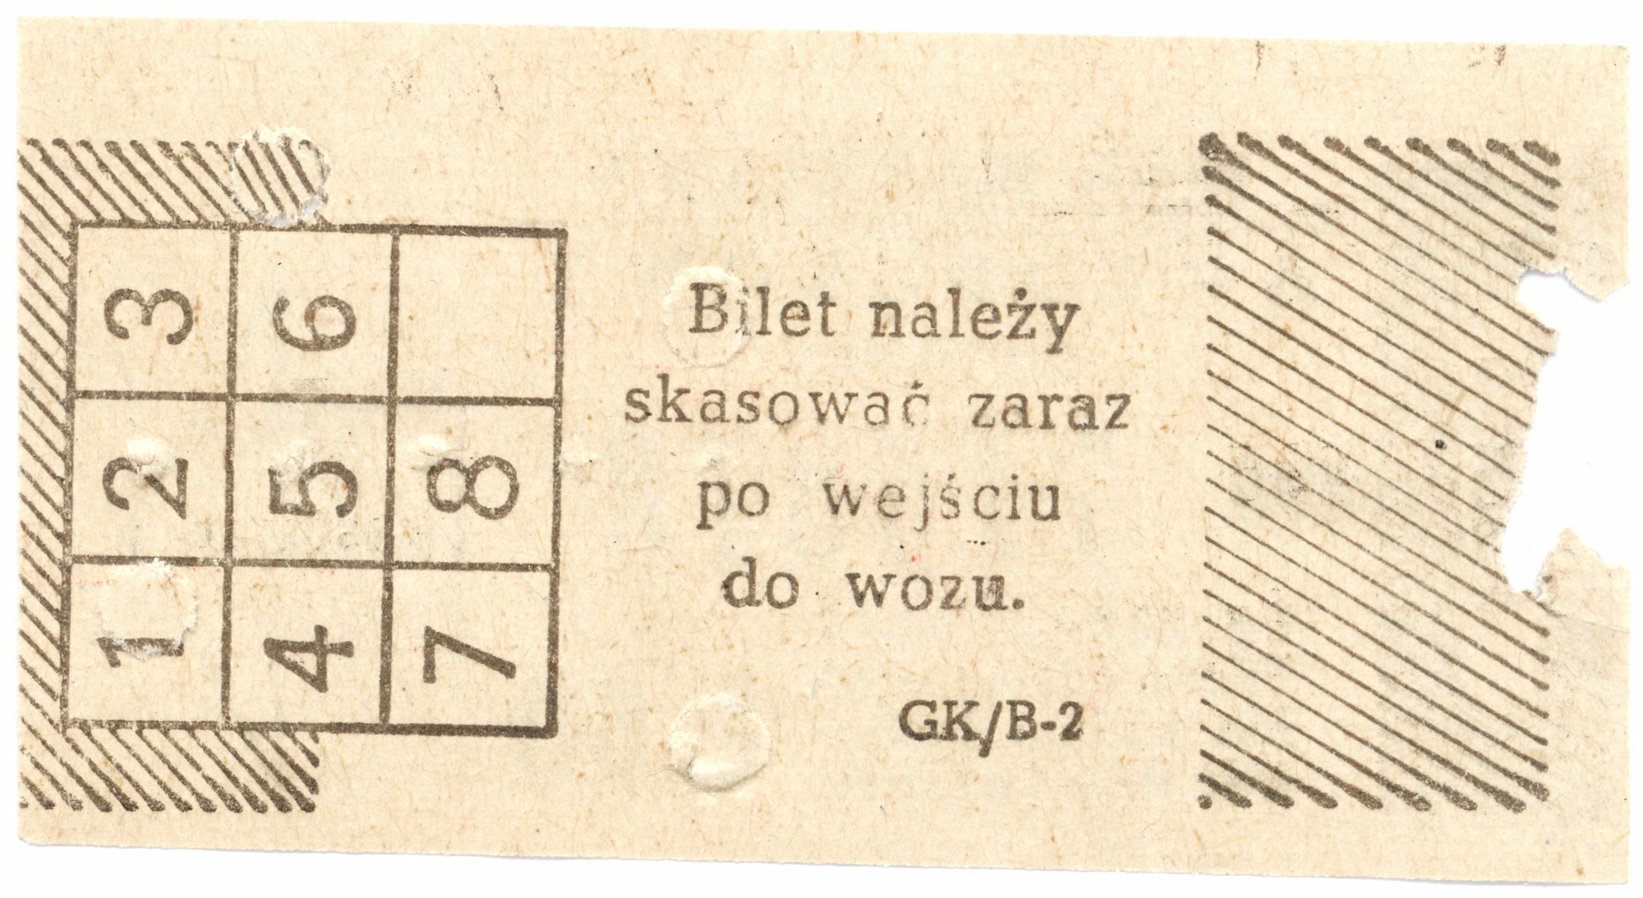 3 6
2 5 8
1 4 7
Bilet należy
skasować zaraz
po wejściu
do wozu.
GK/B-2